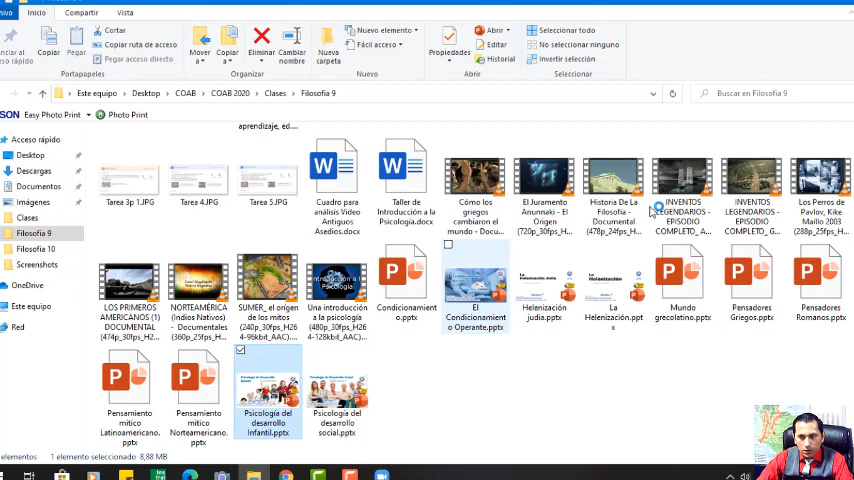 Inicio Compartir Vista
Copiar Pegar
Cortar
Copiar ruta de acceso
Pegar acceso directo
Portapapeles
Mover a
Copiar a
Eliminar
Cambiar nombre
Organizar
Nueva carpeta
Nuevo elemento
Fácil acceso
Nuevo
Propiedades
Abrir
Editar
Historial
Abrir
Seleccionar todo
No seleccionar ninguno
Invertir selección
Seleccionar
Este equipo > Desktop > COAB > COAB 2020 > Clases > Filosofia 9
Buscar en Filosofia 9
SON Easy Photo Print Photo Print
Acceso rápido
Desktop
Descargas
Documentos
Imágenes
Clases
Filosofia 9
Filosofia 10
Screenshots
OneDrive
Este equipo
Red
aprendizaje, ed....
Tarea 3p 1.JPG
Tarea 4.JPG
Tarea 5.JPG
Cuadro para análisis Video Antiguos Asedios.docx
Taller de Introducción a la Psicología.docx
Cómo los griegos cambiaron el mundo - Docu...
El Juramento Anunnaki - El Origen (720p_30fps_H...
Historia De La Filosofía - Documental (478p_24fps_H...
INVENTOS LEGENDARIOS - EPISODIO COMPLETO_ A...
INVENTOS LEGENDARIOS - EPISODIO COMPLETO_ G...
Los Perros de Pavlov, Kike Maíllo 2003 (288p_25fps_H...
LOS PRIMEROS AMERICANOS (1) DOCUMENTAL (474p_30fps_H2...
NORTEAMÉRICA (Indios Nativos) - Documentales (360p_25fps_H...
SUMER_ el origen de los mitos (240p_30fps_H264-96kbit_AAC)...
Una introducción a la psicología (480p_30fps_H264-128kbit_AAC)...
Condicionamiento.pptx
El Condicionamiento Operante.pptx
Helenización judia.pptx
La Helenización.pptx
Mundo grecolatino.pptx
Pensadores Griegos.pptx
Pensadores Romanos.pptx
Pensamiento mítico Latinoamericano.pptx
Pensamiento mítico Norteamericano.pptx
Psicología del desarrollo Infantil.pptx
Psicología del desarrollo social.pptx
elementos 1 elemento seleccionado 8,88 MB